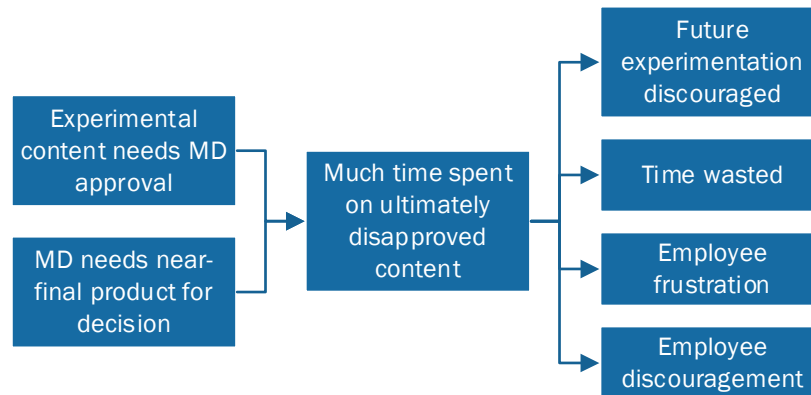 Experimental
content needs MD
approval
MD needs near-
final product for
decision
Much time spent
on ultimately
disapproved
content
Future
experimentation
discouraged
Time wasted
Employee
frustration
Employee
discouragement